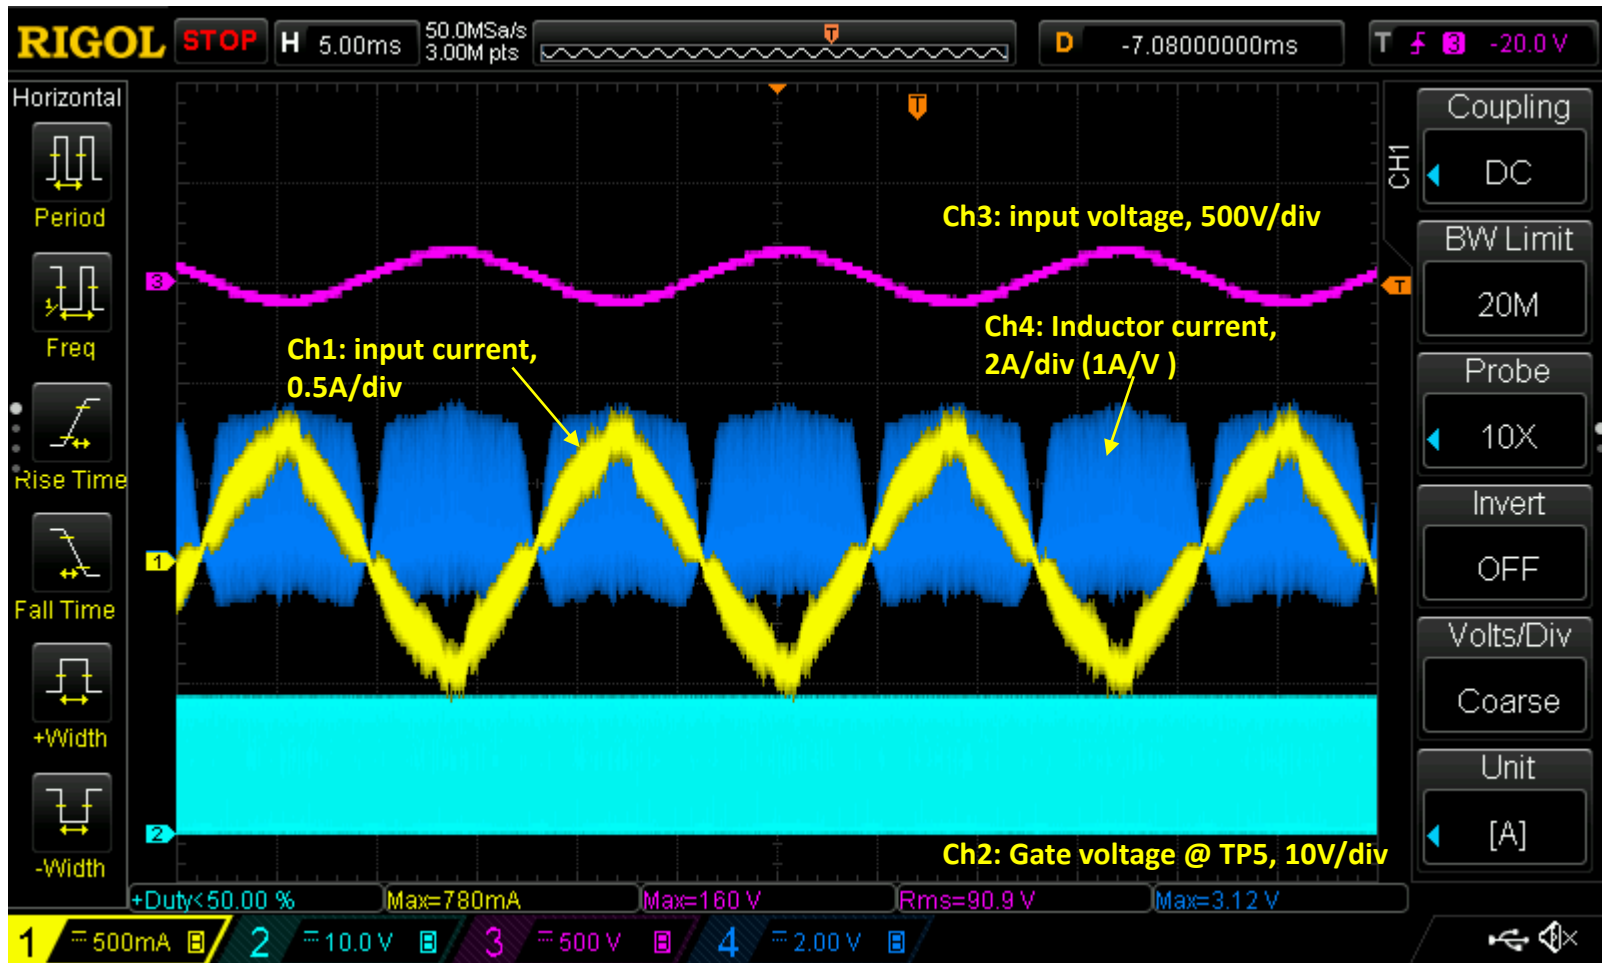 RIGOL STOP H 5.00ms 50.0MSa/s T D -7.08000000ms T 3 -20.0 V
3.00M pts
Horizontal
Period
Freq
Rise Time
Fall Time
+Width
-Width
T
Ch3: input voltage, 500V/div
3
T
Ch4: Inductor current,
2A/div (1A/V )
Ch1: input current,
0.5A/div
1
2
Ch2: Gate voltage @ TP5, 10V/div
CH1
Coupling
DC
BW Limit
20M
Probe
10X
Invert
OFF
Volts/Div
Coarse
Unit
[A]
+Duty<50.00 % Max=780mA Max=160 V Rms=90.9 V Max=3.12 V
1 500mA B 2 10.0 V B 3 500 V B 4 2.00 V B